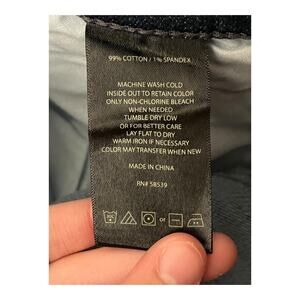 99% COTTON / 1% SPANDEX
MACHINE WASH COLD
INSIDE OUT TO RETAIN COLOR
ONLY NON-CHLORINE BLEACH
WHEN NEEDED
TUMBLE DRY LOW
OR FOR BETTER CARE
LAY FLAT TO DRY
WARM IRON IF NECESSARY
COLOR MAY TRANSFER WHEN NEW
MADE IN CHINA
RN# 58539
or